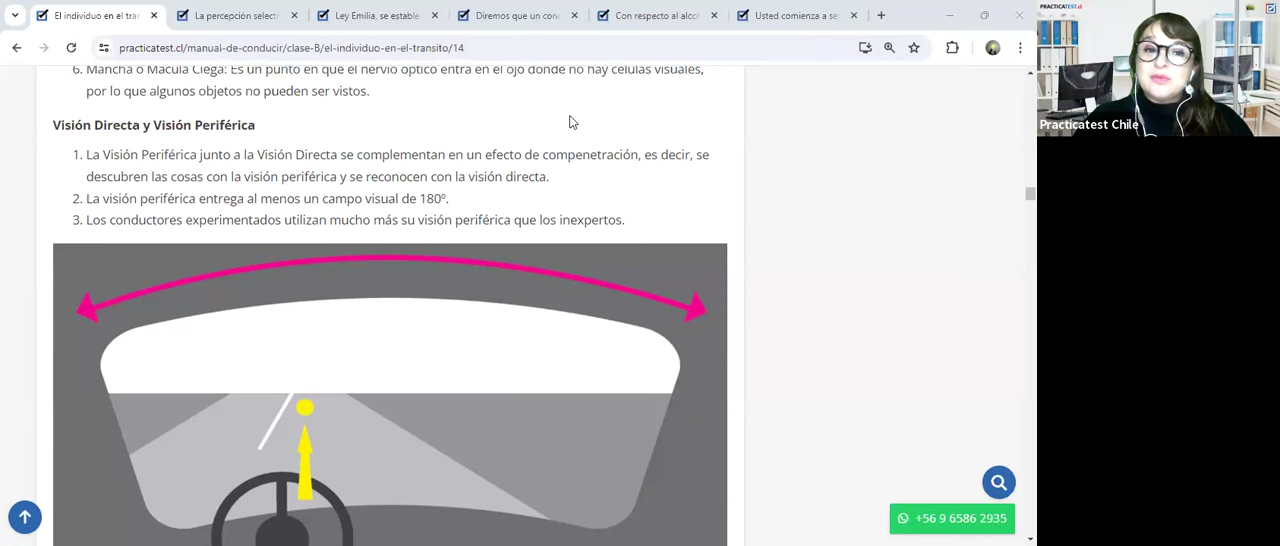 El individuo en el trán
La percepción selecti
Ley Emilia, se estable
Diremos que un con
Con respecto al alcoh
Usted comienza a se
practicatest.cl/manual-de-conducir/clase-B/el-individuo-en-el-transito/14
6. Mancha o Mácula Ciega: Es un punto en que el nervio óptico entra en el ojo donde no hay células visuales,
por lo que algunos objetos no pueden ser vistos.
Visión Directa y Visión Periférica
1. La Visión Periférica junto a la Visión Directa se complementan en un efecto de compenetración, es decir, se
descubren las cosas con la visión periférica y se reconocen con la visión directa.
2. La visión periférica entrega al menos un campo visual de 180º.
3. Los conductores experimentados utilizan mucho más su visión periférica que los inexpertos.
+56 9 6586 2935
PRACTICATEST.cl
Practicatest Chile